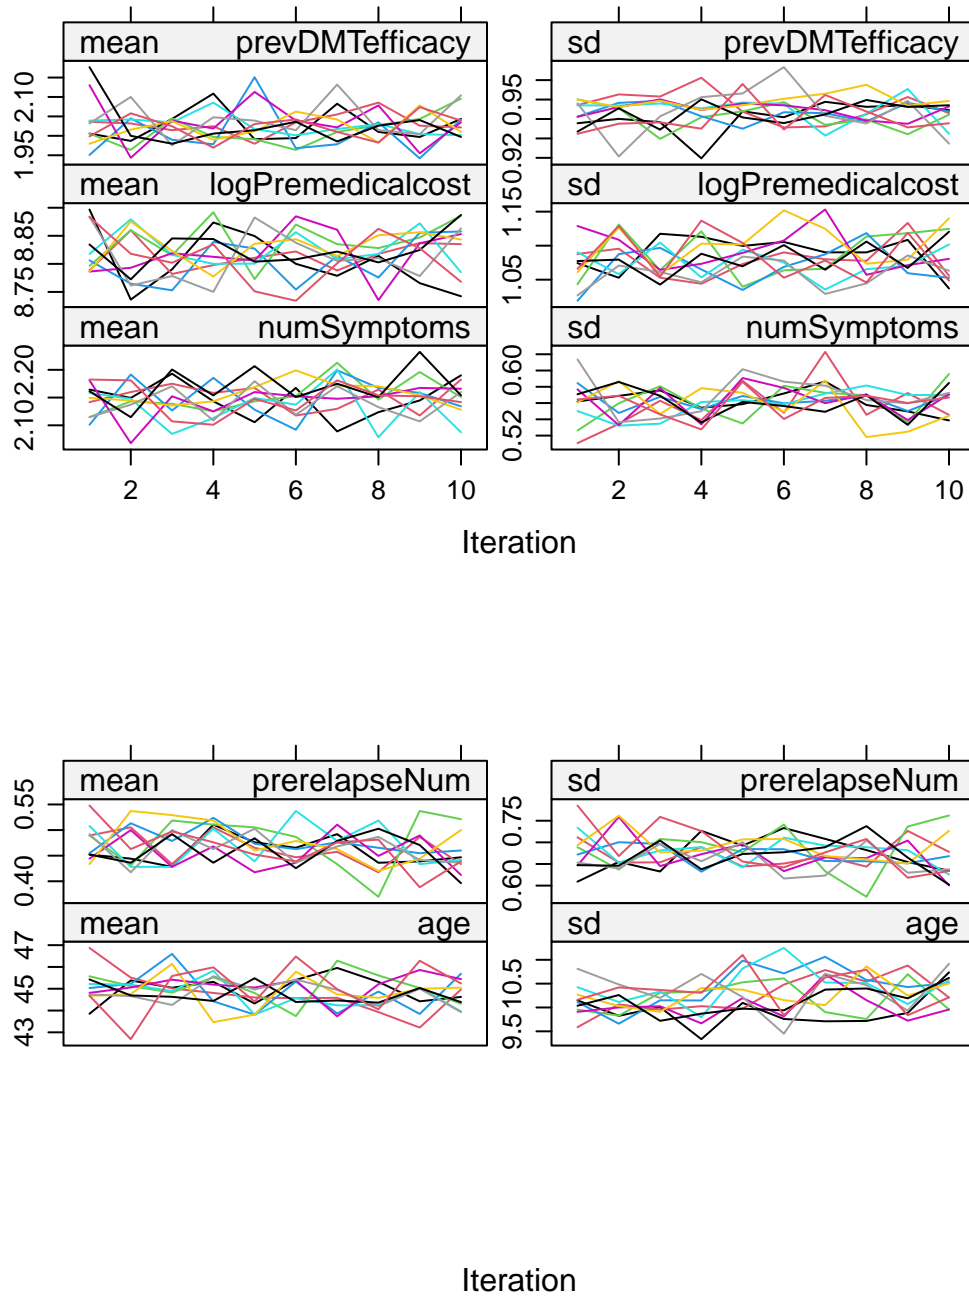 mean prevDMTefficacy sd prevDMTefficacy
1.95 2.10
0.92 0.95
mean logPremedicalcost sd logPremedicalcost
8.75 8.85
1.05 1.15
mean numSymptoms sd numSymptoms
2.10 2.20
0.52 0.60
2 4 6 8 10 2 4 6 8 10
Iteration
mean prerelapseNum sd prerelapseNum
0.40 0.55
0.60 0.75
mean age sd age
43 45 47
9.5 10.5
Iteration